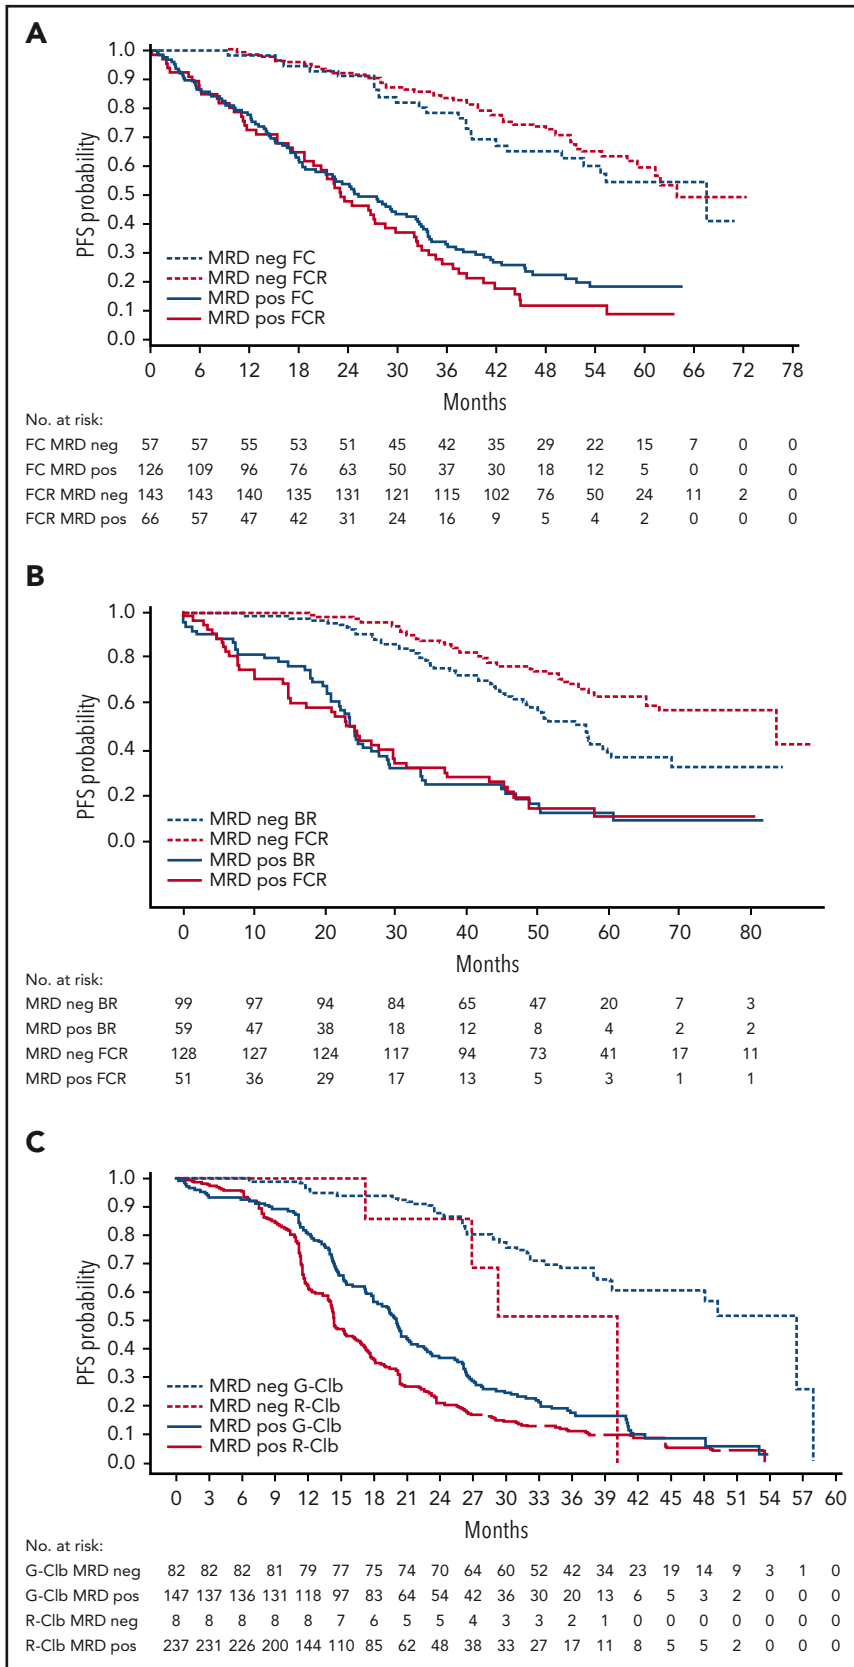 A
1.0
0.9
0.8
0.7
0.6
0.5
0.4
0.3
0.2
0.1
0.0
PFS probability
MRD neg FC
MRD neg FCR
MRD pos FC
MRD pos FCR
0 6 12 18 24 30 36 42 48 54 60 66 72 78
Months
No. at risk:
FC MRD neg 57 57 55 53 51 45 42 35 29 22 15 7 0 0
FC MRD pos 126 109 96 76 63 50 37 30 18 12 5 0 0 0
FCR MRD neg 143 143 140 135 131 121 115 102 76 50 24 11 2 0
FCR MRD pos 66 57 47 42 31 24 16 9 5 4 2 0 0 0
B
1.0
0.8
0.6
0.4
0.2
0.0
PFS probability
MRD neg BR
MRD neg FCR
MRD pos BR
MRD pos FCR
0 10 20 30 40 50 60 70 80
Months
No. at risk:
MRD neg BR 99 97 94 84 65 47 20 7 3
MRD pos BR 59 47 38 18 12 8 4 2 2
MRD neg FCR 128 127 124 117 94 73 41 17 11
MRD pos FCR 51 36 29 17 13 5 3 1 1
C
1.0
0.9
0.8
0.7
0.6
0.5
0.4
0.3
0.2
0.1
0.0
PFS probability
MRD neg G-Clb
MRD neg R-Clb
MRD pos G-Clb
MRD pos R-Clb
0 3 6 9 12 15 18 21 24 27 30 33 36 39 42 45 48 51 54 57 60
Months
No. at risk:
G-Clb MRD neg 82 82 82 81 79 77 75 74 70 64 60 52 42 34 23 19 14 9 3 1 0
G-Clb MRD pos 147 137 136 131 118 97 83 64 54 42 36 30 20 13 6 5 3 2 0 0 0
R-Clb MRD neg 8 8 8 8 8 7 6 5 5 4 3 3 2 1 0 0 0 0 0 0 0
R-Clb MRD pos 237 231 226 200 144 110 85 62 48 38 33 27 17 11 8 5 5 2 0 0 0